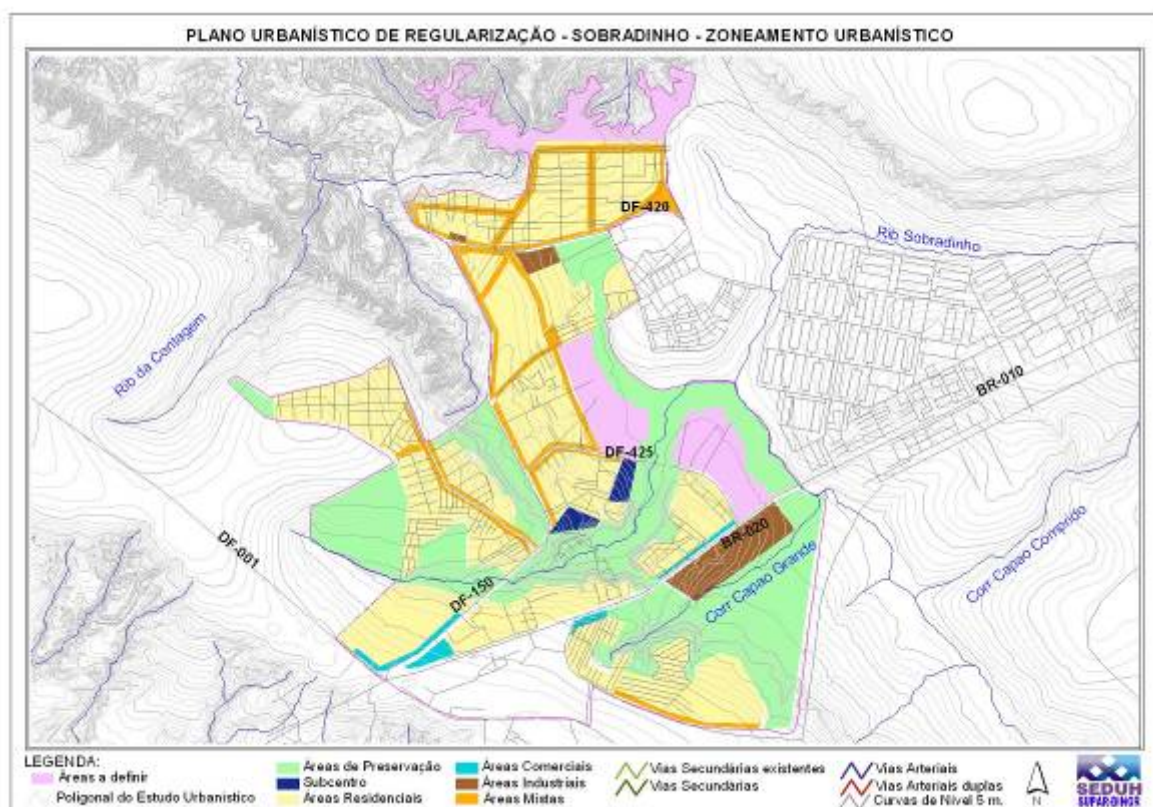 PLANO URBANÍSTICO DE REGULARIZAÇÃO - SOBRADINHO - ZONEAMENTO URBANÍSTICO
DF-420
Rib Sobradinho
Rib da Contagem
BR-010
DF-425
DF-001
BR-020
Corr Capao Grande
Corr Capao Comprido
DF-150
LEGENDA:
Áreas a definir
Poligonal do Estudo Urbanístico
Áreas de Preservação
Subcentro
Áreas Residenciais
Áreas Comerciais
Áreas Industriais
Áreas Mistas
Vias Secundárias existentes
Vias Secundárias
Vias Arteriais
Vias Arteriais duplas
Curvas de Nível 5 m.
N
SEDUH